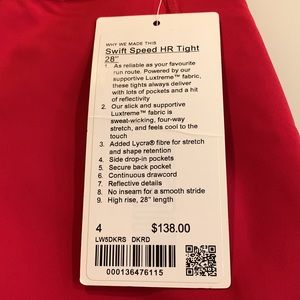 WHY WE MADE THIS
Swift Speed HR Tight
28"
1. As reliable as your favourite
run route. Powered by our
supportive Luxtreme™ fabric,
these tights always deliver
with lots of pockets and a hit
of reflectivity
2. Our slick and supportive
Luxtreme™ fabric is
sweat-wicking, four-way
stretch, and feels cool to the
touch
3. Added Lycra® fibre for stretch
and shape retention
4. Side drop-in pockets
5. Secure back pocket
6. Continuous drawcord
7. Reflective details
8. No inseam for a smooth stride
9. High rise, 28" length
4 $138.00
LW5DKRS DKRD
000136476115